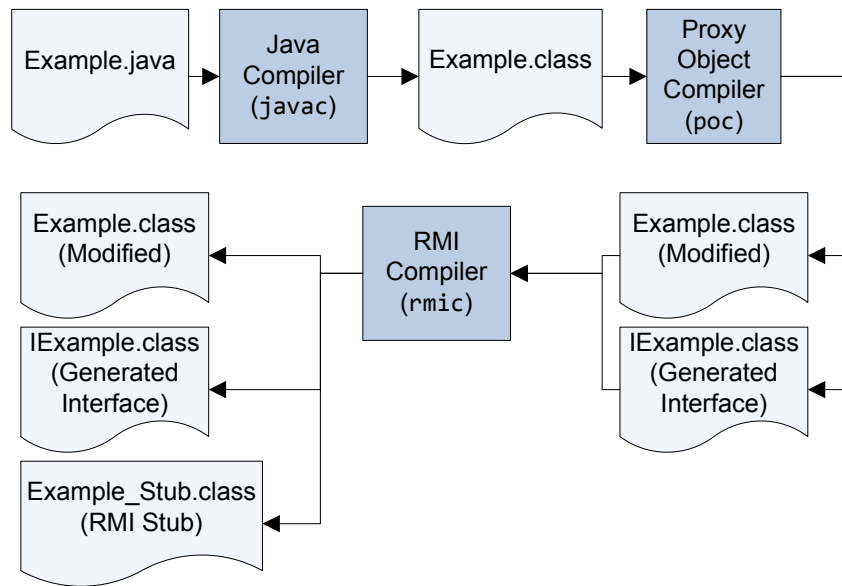 Example.java
Java
Compiler
(javac)
Example.class
Proxy
Object
Compiler
(poc)
Example.class
(Modified)
IExample.class
(Generated
Interface)
Example_Stub.class
(RMI Stub)
RMI
Compiler
(rmic)
Example.class
(Modified)
IExample.class
(Generated
Interface)